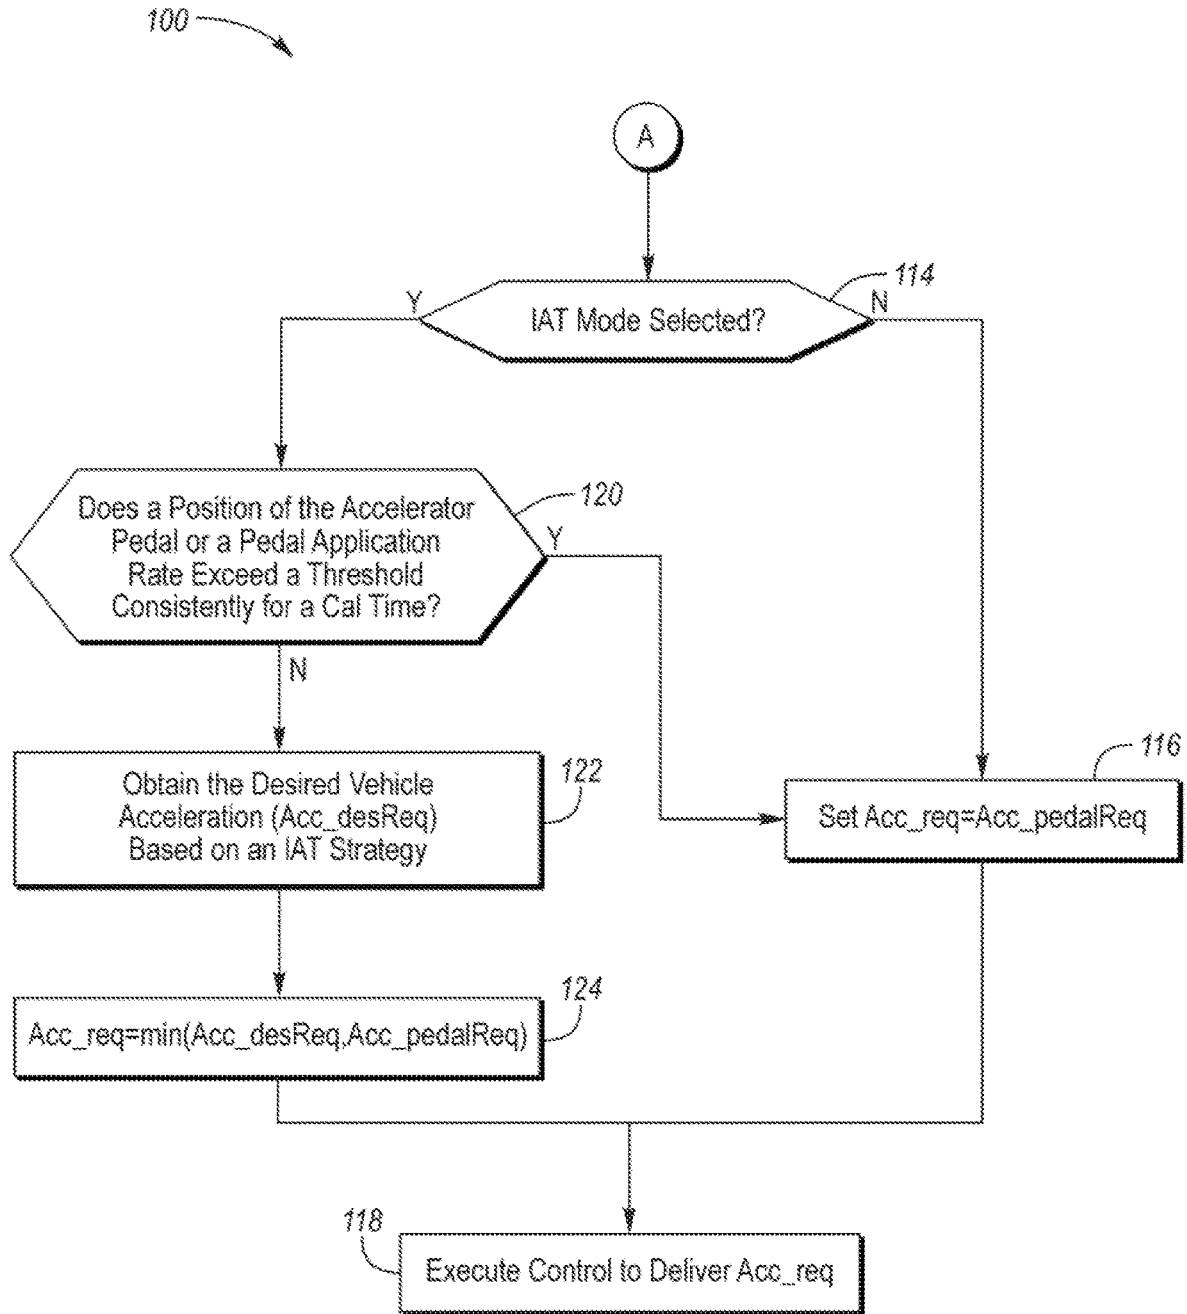 100
A
114
Y
N
IAT Mode Selected?
120
Does a Position of the Accelerator
Pedal or a Pedal Application
Rate Exceed a Threshold
Consistently for a Cal Time?
Y
N
122
Obtain the Desired Vehicle
Acceleration (Acc_desReq)
Based on an IAT Strategy
116
Set Acc_req=Acc_pedalReq
124
Acc_req=min(Acc_desReq,Acc_pedalReq)
118
Execute Control to Deliver Acc_req